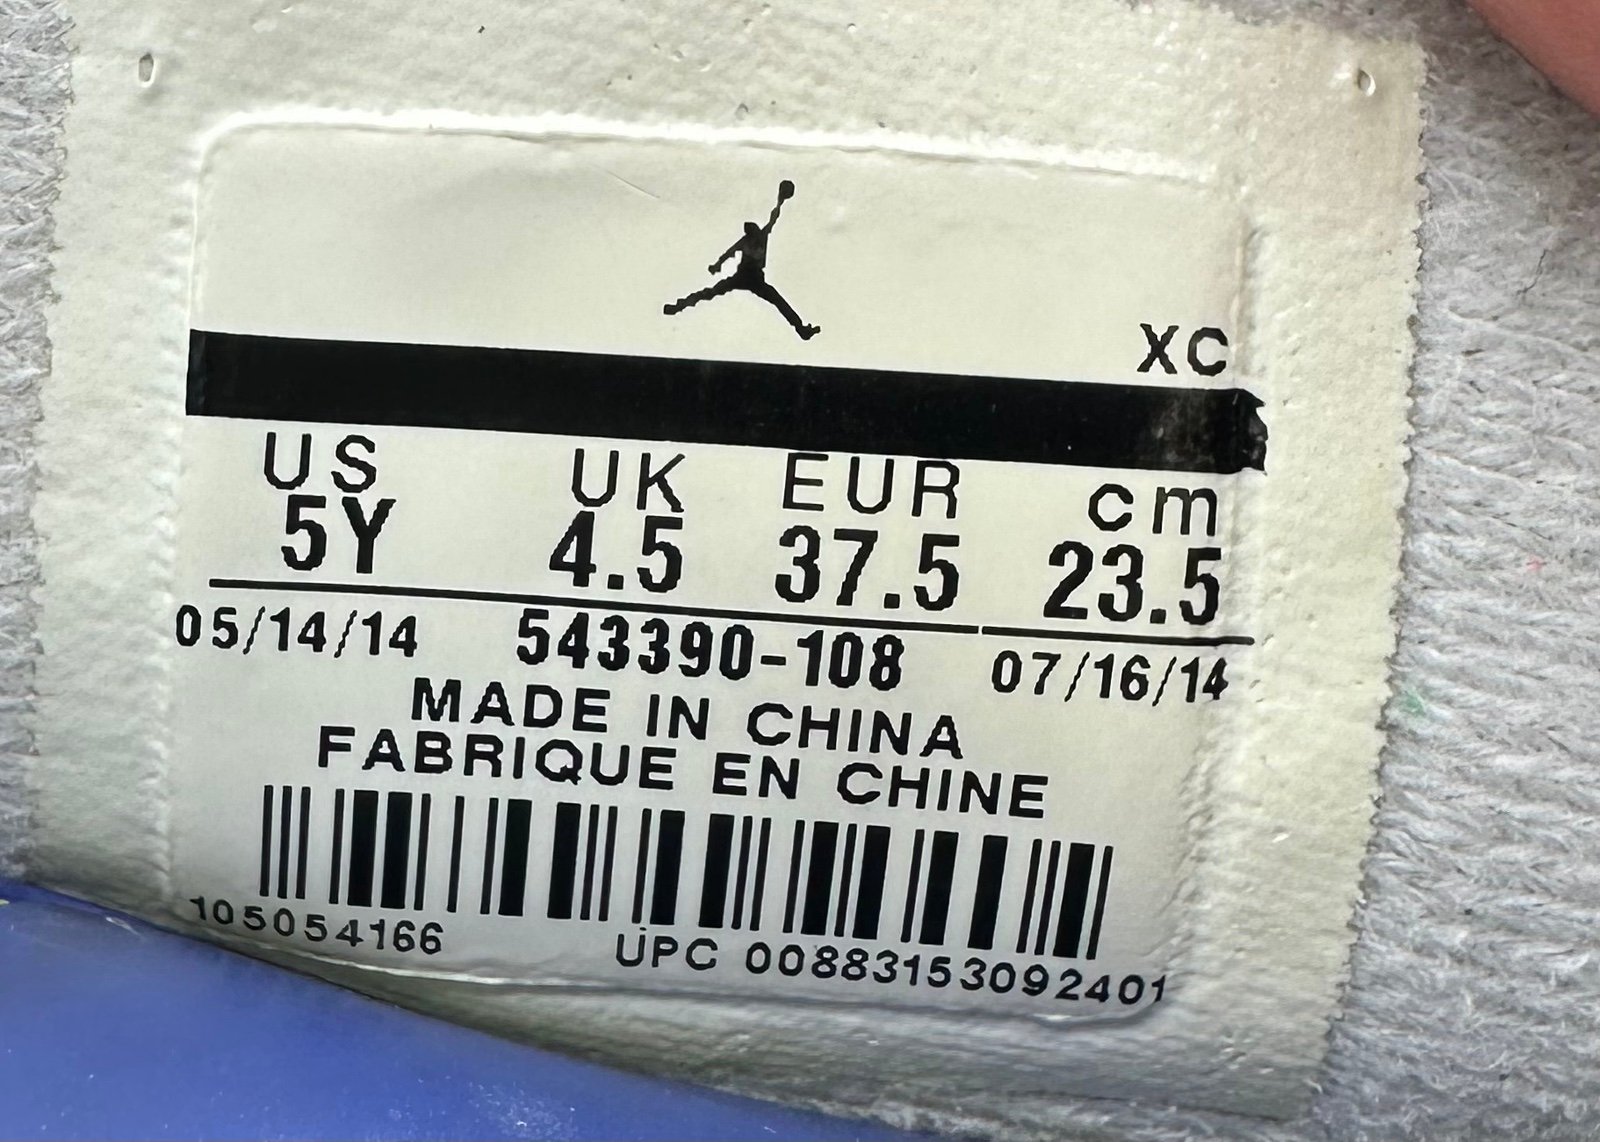 XC
US UK EUR cm
5Y 4.5 37.5 23.5
05/14/14 543390-108 07/16/14
MADE IN CHINA
FABRIQUE EN CHINE
105054166 UPC 00883153092401